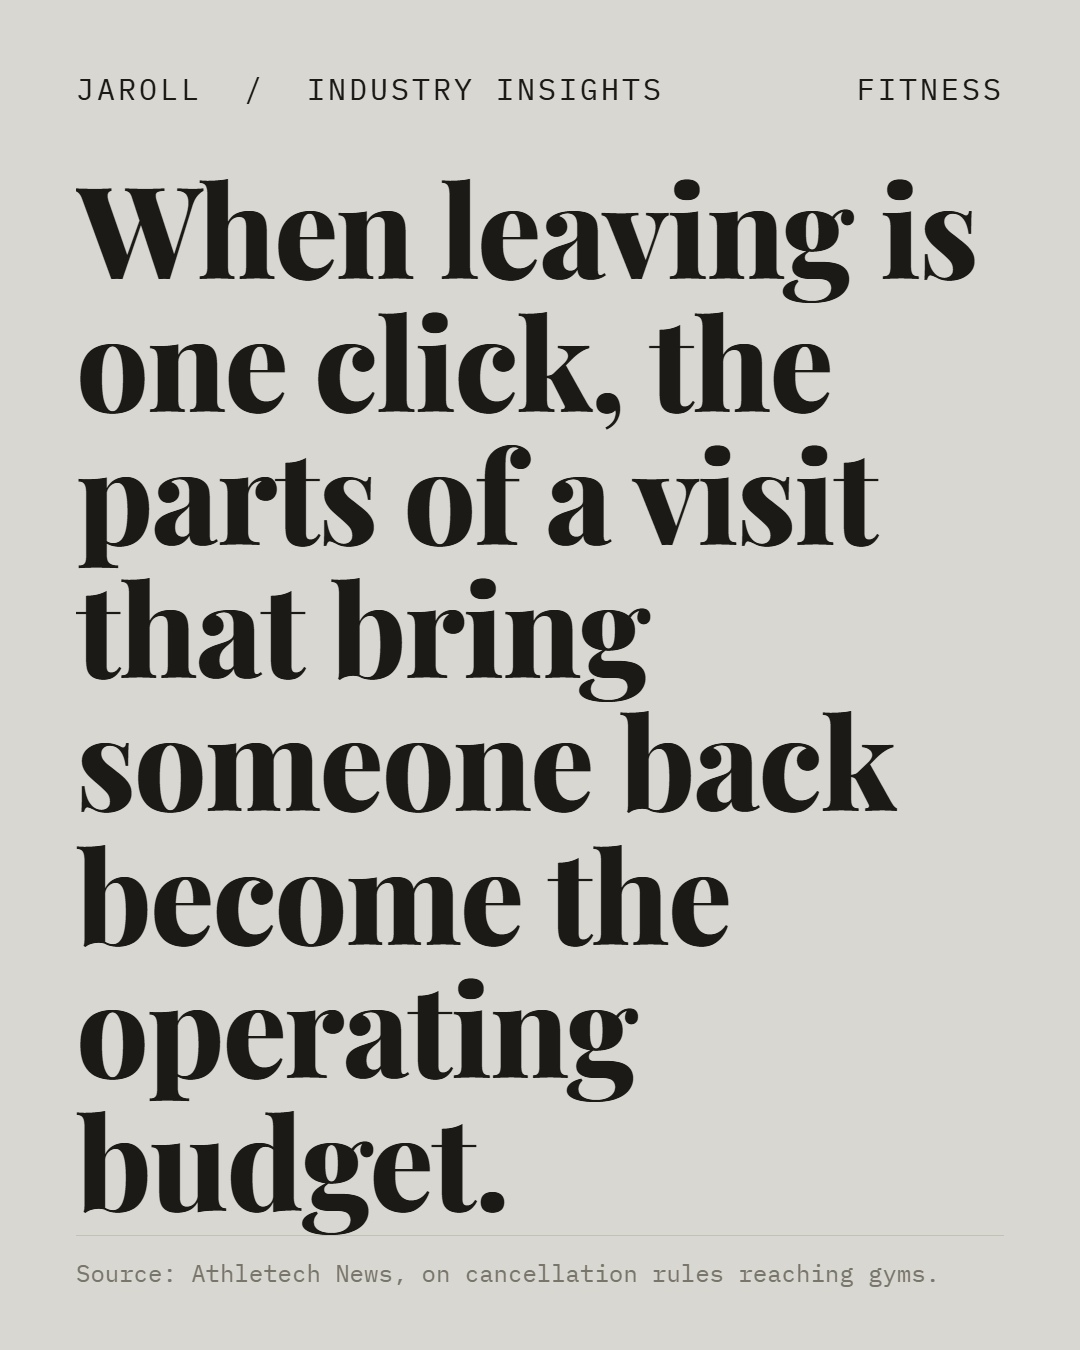 JAROLL / INDUSTRY INSIGHTS FITNESS
When leaving is
one click, the
parts of a visit
that bring
someone back
become the
operating
budget.
Source: Athletech News, on cancellation rules reaching gyms.